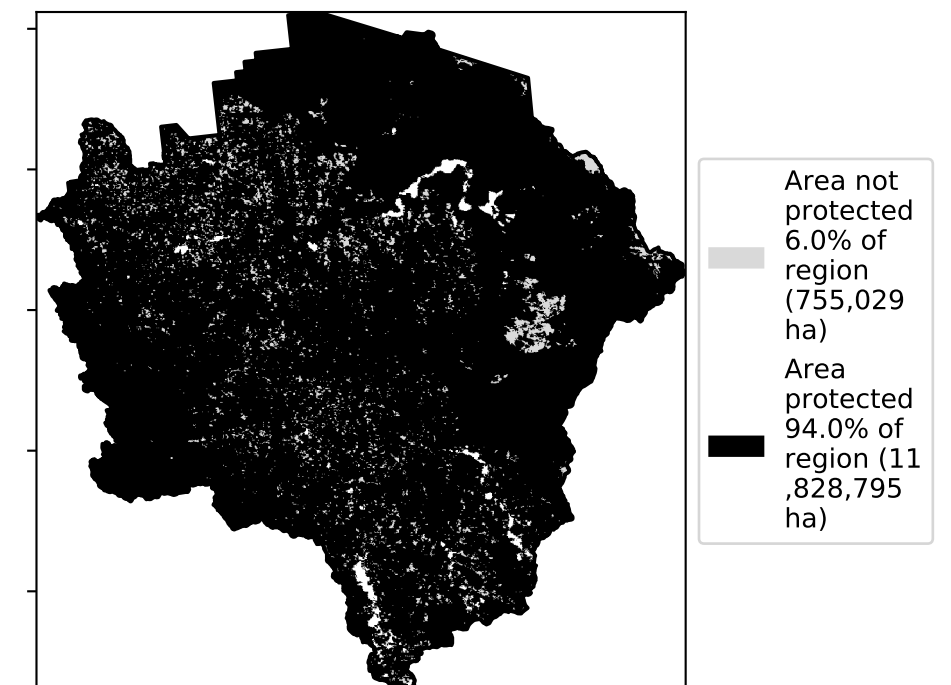 Area not
protected
6.0% of
region
(755,029
ha)
Area
protected
94.0% of
region (11
,828,795
ha)